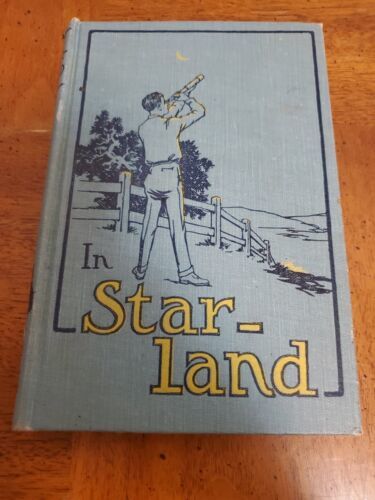 In
Star-
land